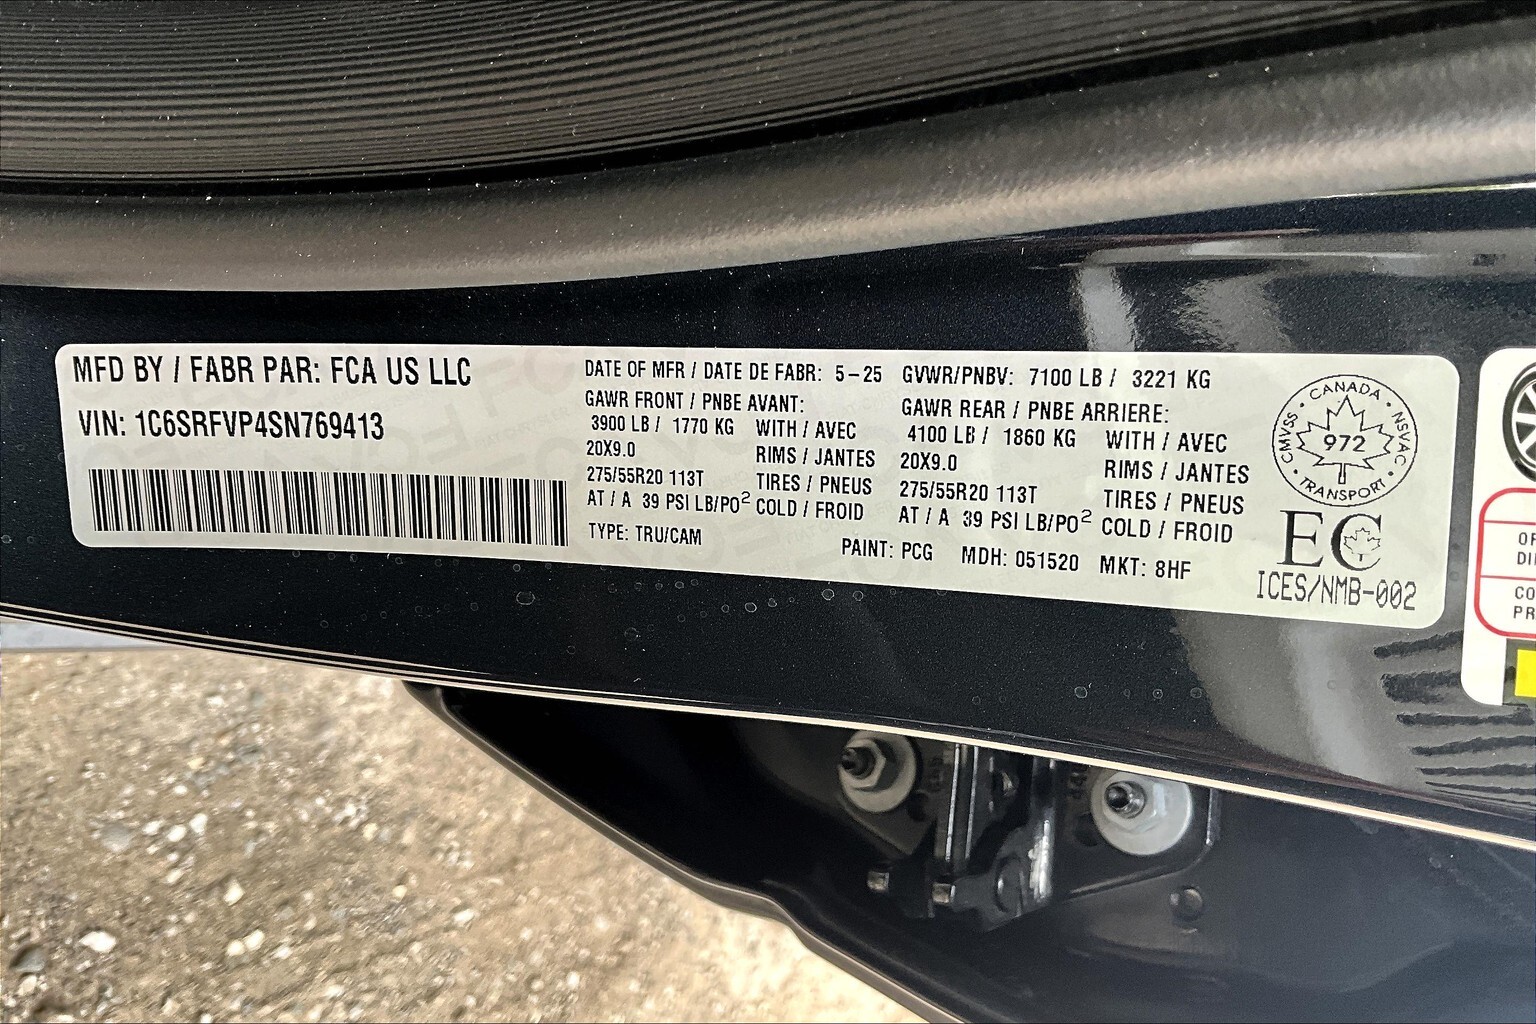 MFD BY / FABR PAR: FCA US LLC
VIN: 1C6SRFVP4SN769413
DATE OF MFR / DATE DE FABR: 5-25 GVWR/PNBV: 7100 LB / 3221 KG
GAWR FRONT / PNBE AVANT:
3900 LB / 1770 KG WITH / AVEC
20X9.0 RIMS / JANTES
275/55R20 113T TIRES / PNEUS
AT / A 39 PSI LB/PO² COLD / FROID
GAWR REAR / PNBE ARRIERE:
4100 LB / 1860 KG WITH / AVEC
20X9.0 RIMS / JANTES
275/55R20 113T TIRES / PNEUS
AT / A 39 PSI LB/PO² COLD / FROID
TYPE: TRU/CAM PAINT: PCG MDH: 051520 MKT: 8HF
CANADA
CMVSS NSVAC
972
TRANSPORT
EC
ICES/NMB-002